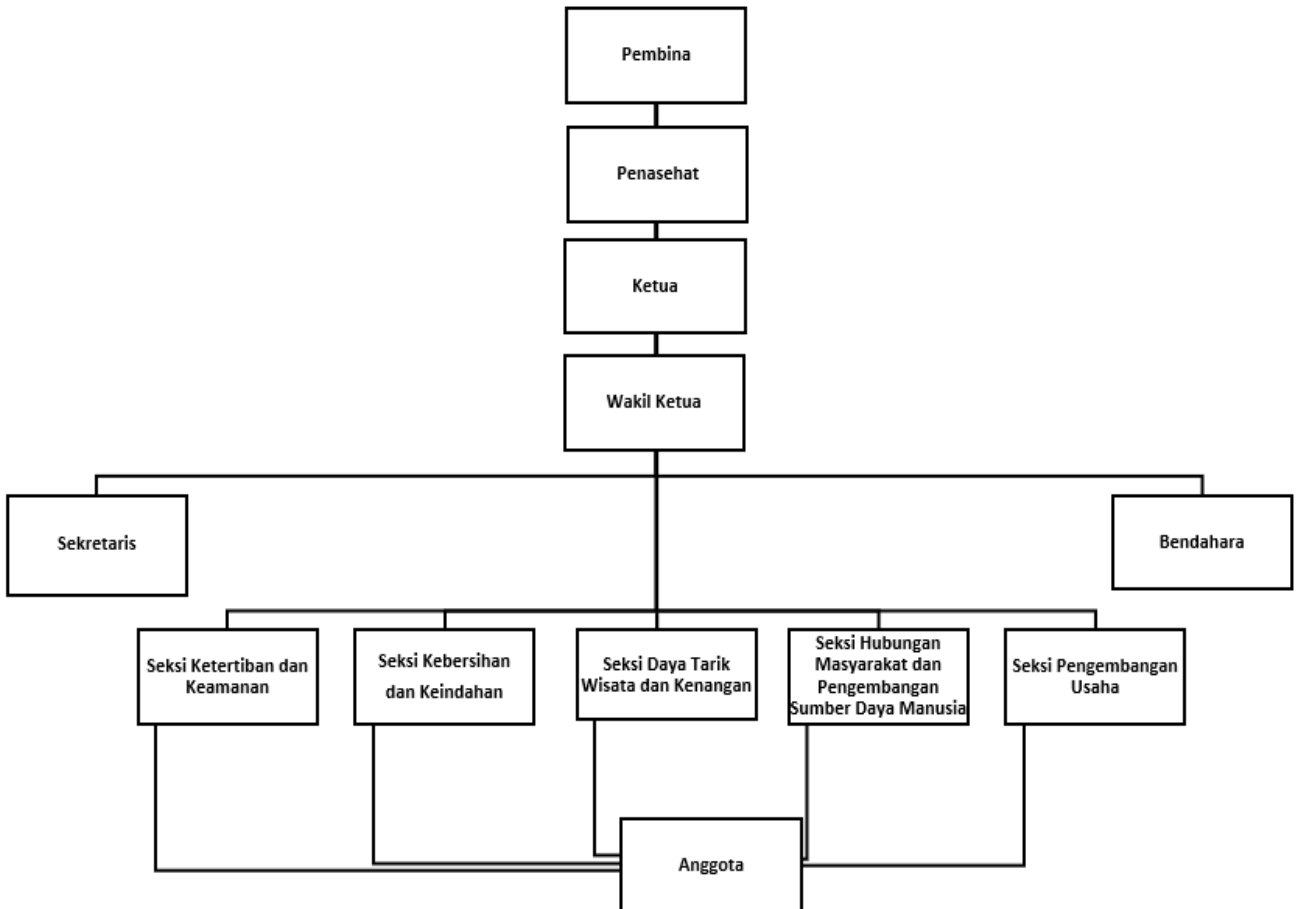 Pembina
Penasehat
Ketua
Wakil Ketua
Sekretaris
Bendahara
Seksi Ketertiban dan
Keamanan
Seksi Kebersihan
dan Keindahan
Seksi Daya Tarik
Wisata dan Kenangan
Seksi Hubungan
Masyarakat dan
Pengembangan
Sumber Daya Manusia
Seksi Pengembangan
Usaha
Anggota